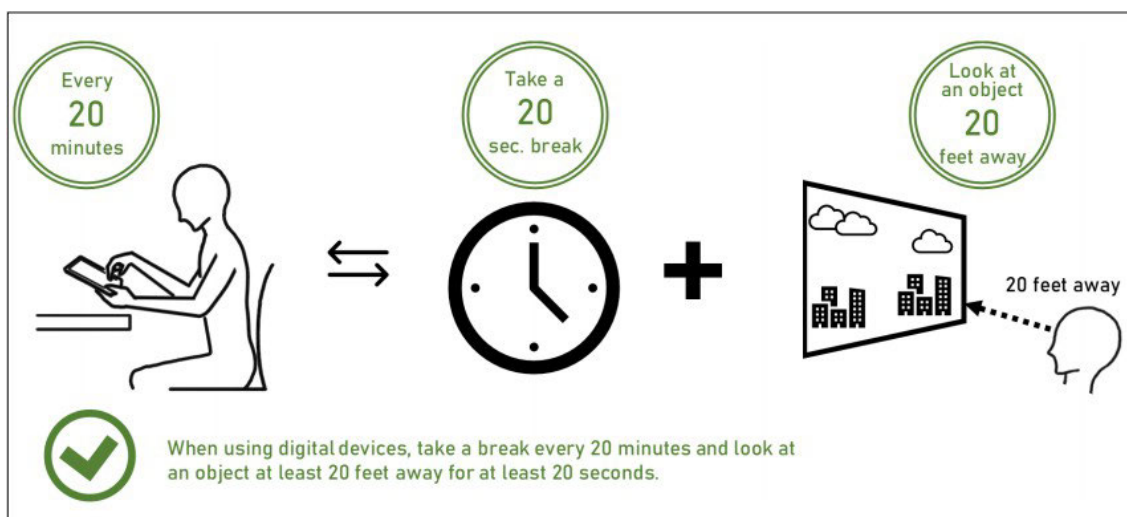 Every
20
minutes
Take a
20
sec. break
Look at
an object
20
feet away
20 feet away
When using digital devices, take a break every 20 minutes and look at
an object at least 20 feet away for at least 20 seconds.